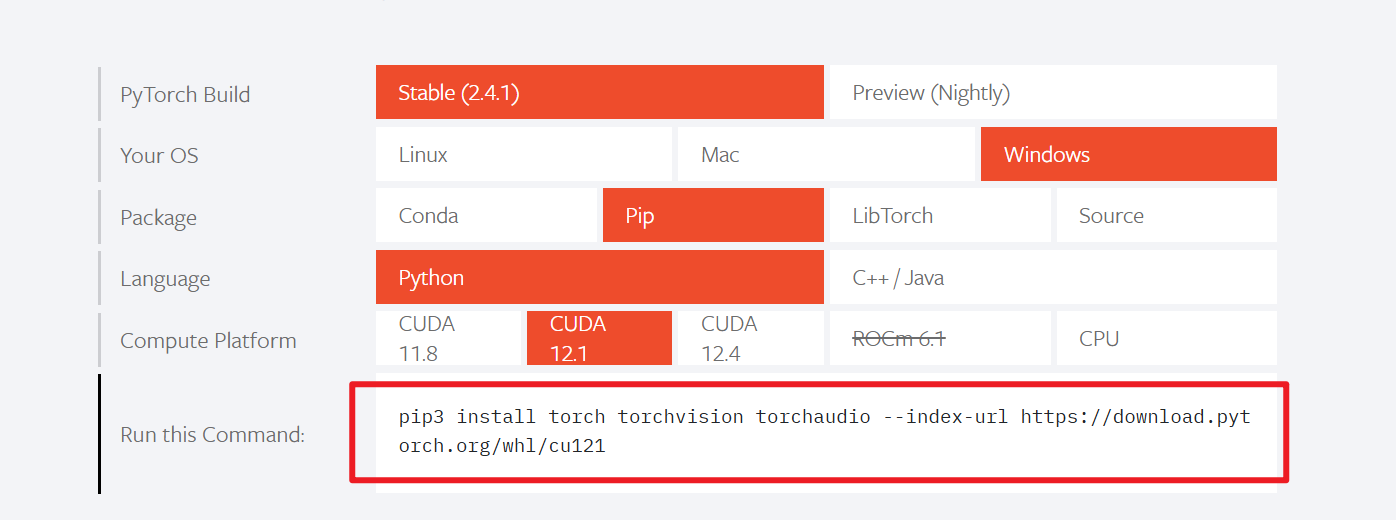 PyTorch Build
Stable (2.4.1)
Preview (Nightly)
Your OS
Linux
Mac
Windows
Package
Conda
Pip
LibTorch
Source
Language
Python
C++ / Java
Compute Platform
CUDA
11.8
CUDA
12.1
CUDA
12.4
ROCm 6.1
CPU
Run this Command:
pip3 install torch torchvision torchaudio --index-url https://download.pyt
orch.org/whl/cu121